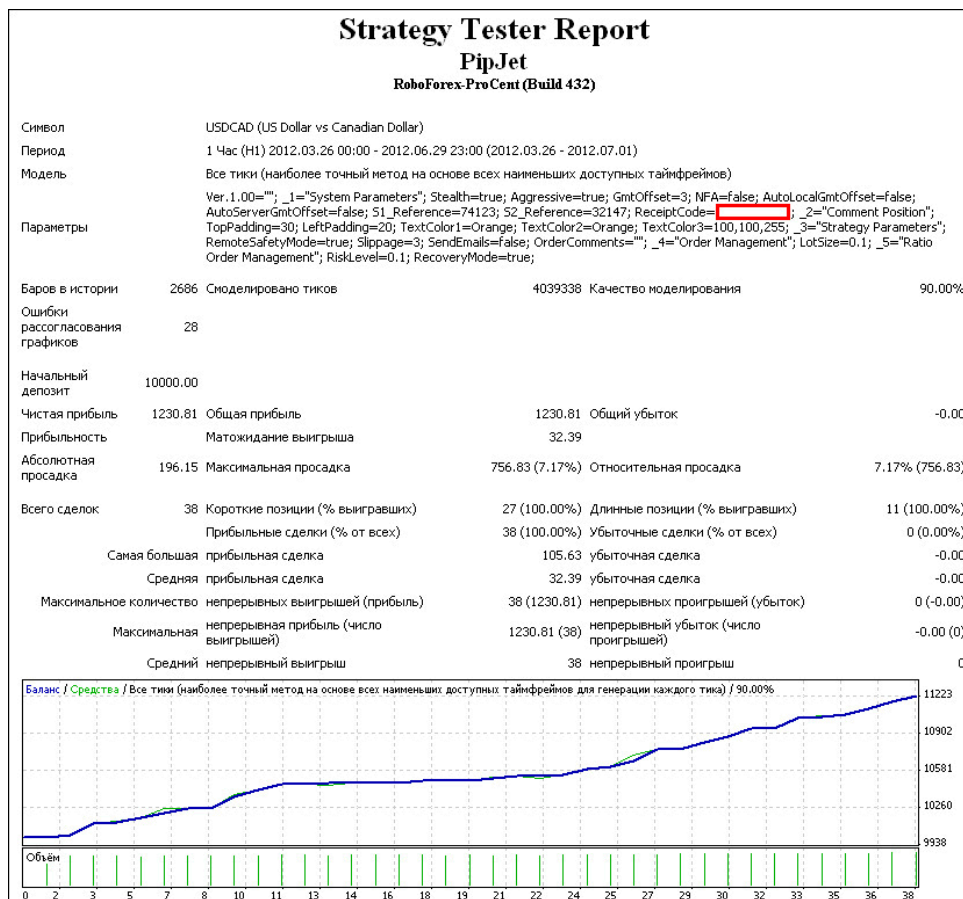 Strategy Tester Report
PipJet
RoboForex-ProCent (Build 432)
Символ USDCAD (US Dollar vs Canadian Dollar)
Период 1 Час (H1) 2012.03.26 00:00 - 2012.06.29 23:00 (2012.03.26 - 2012.07.01)
Модель Все тики (наиболее точный метод на основе всех наименьших доступных таймфреймов)
Параметры Ver.1.00=""; _1="System Parameters"; Stealth=true; Aggressive=true; GmtOffset=3; NFA=false; AutoLocalGmtOffset=false;
AutoServerGmtOffset=false; S1_Reference=74123; S2_Reference=32147; ReceiptCode= ; _2="Comment Position";
TopPadding=30; LeftPadding=20; TextColor1=Orange; TextColor2=Orange; TextColor3=100,100,255; _3="Strategy Parameters";
RemoteSafetyMode=true; Slippage=3; SendEmails=false; OrderComments=""; _4="Order Management"; LotSize=0.1; _5="Ratio
Order Management"; RiskLevel=0.1; RecoveryMode=true;
Баров в истории 2686 Смоделировано тиков 4039338 Качество моделирования 90.00%
Ошибки
рассогласования 28
графиков
Начальный
депозит 10000.00
Чистая прибыль 1230.81 Общая прибыль 1230.81 Общий убыток -0.00
Прибыльность Матожидание выигрыша 32.39
Абсолютная
просадка 196.15 Максимальная просадка 756.83 (7.17%) Относительная просадка 7.17% (756.83)
Всего сделок 38 Короткие позиции (% выигравших) 27 (100.00%) Длинные позиции (% выигравших) 11 (100.00%)
Прибыльные сделки (% от всех) 38 (100.00%) Убыточные сделки (% от всех) 0 (0.00%)
Самая большая прибыльная сделка 105.63 убыточная сделка -0.00
Средняя прибыльная сделка 32.39 убыточная сделка -0.00
Максимальное количество непрерывных выигрышей (прибыль) 38 (1230.81) непрерывных проигрышей (убыток) 0 (-0.00)
Максимальная непрерывная прибыль (число выигрышей) 1230.81 (38) непрерывный убыток (число проигрышей) -0.00 (0)
Средний непрерывный выигрыш 38 непрерывный проигрыш 0
Баланс / Средства / Все тики (наиболее точный метод на основе всех наименьших доступных таймфреймов для генерации каждого тика) / 90.00%
11223
10902
10581
10260
9938
Объём
0 2 3 5 7 8 10 11 13 14 16 17 19 20 22 24 25 27 28 30 32 33 35 36 38